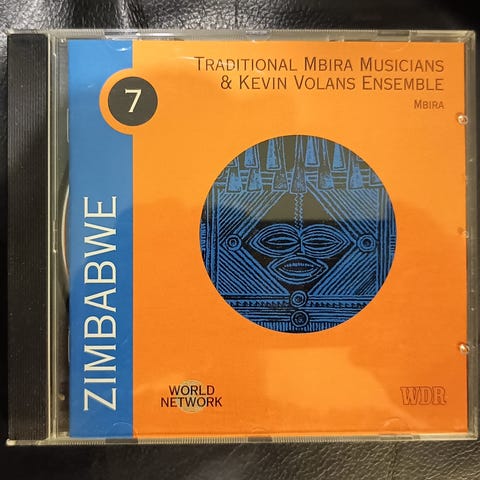 7
TRADITIONAL MBIRA MUSICIANS
& KEVIN VOLANS ENSEMBLE
MBIRA
ZIMBABWE
WORLD
NETWORK
WDR